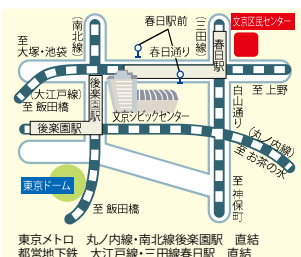 （南北線）
春日駅前
三田線
文京区民センター
至
大塚・池袋
春日通り
春日駅
（大江戸線）
至 飯田橋
後楽園駅
至 上野
白山通り
文京シビックセンター
後楽園駅
（丸ノ内線）
至 お茶の水
東京ドーム
至 神保町
至 飯田橋
東京メトロ 丸ノ内線・南北線後楽園駅 直結
都営地下鉄 大江戸線・三田線春日駅 直結